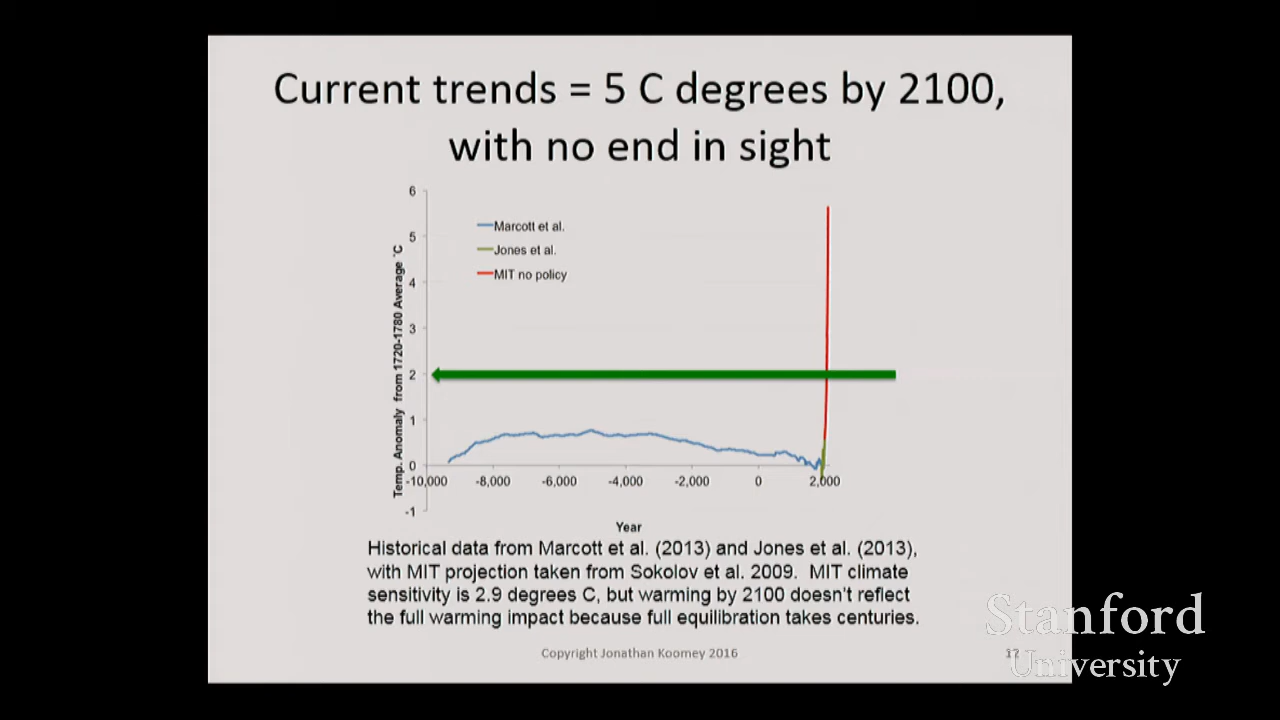 Current trends = 5 C degrees by 2100,
with no end in sight
6
5
4
3
2
1
0
-1
Temp. Anomaly from 1720-1780 Average °C
Marcott et al.
Jones et al.
MIT no policy
-10,000 -8,000 -6,000 -4,000 -2,000 0 2,000
Year
Historical data from Marcott et al. (2013) and Jones et al. (2013),
with MIT projection taken from Sokolov et al. 2009. MIT climate
sensitivity is 2.9 degrees C, but warming by 2100 doesn't reflect
the full warming impact because full equilibration takes centuries.
Copyright Jonathan Koomey 2016
12
Stanford
University